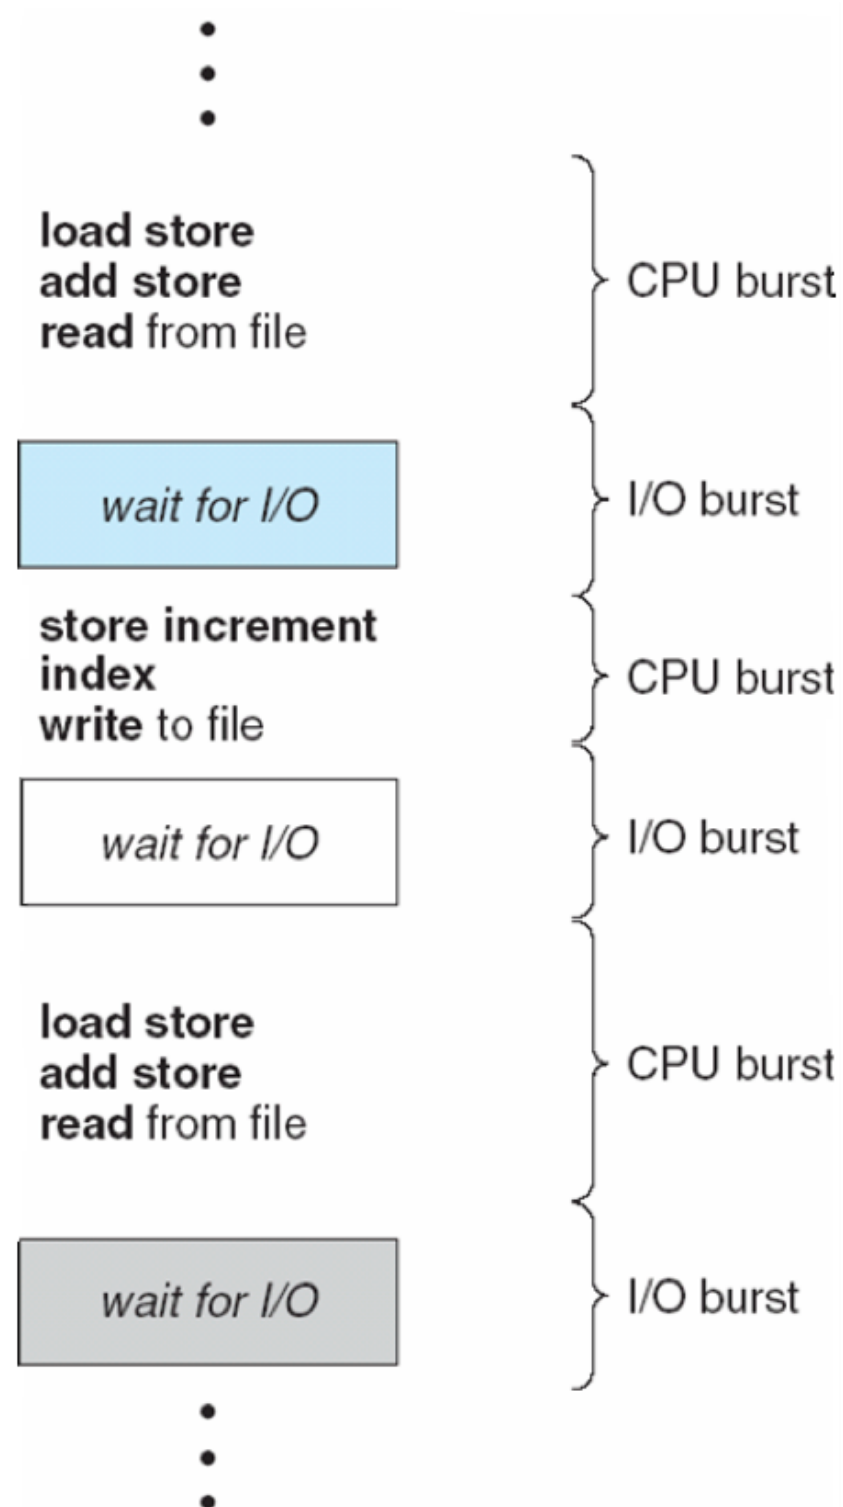 load store
add store
read from file
CPU burst
wait for I/O
I/O burst
store increment
index
write to file
CPU burst
wait for I/O
I/O burst
load store
add store
read from file
CPU burst
wait for I/O
I/O burst